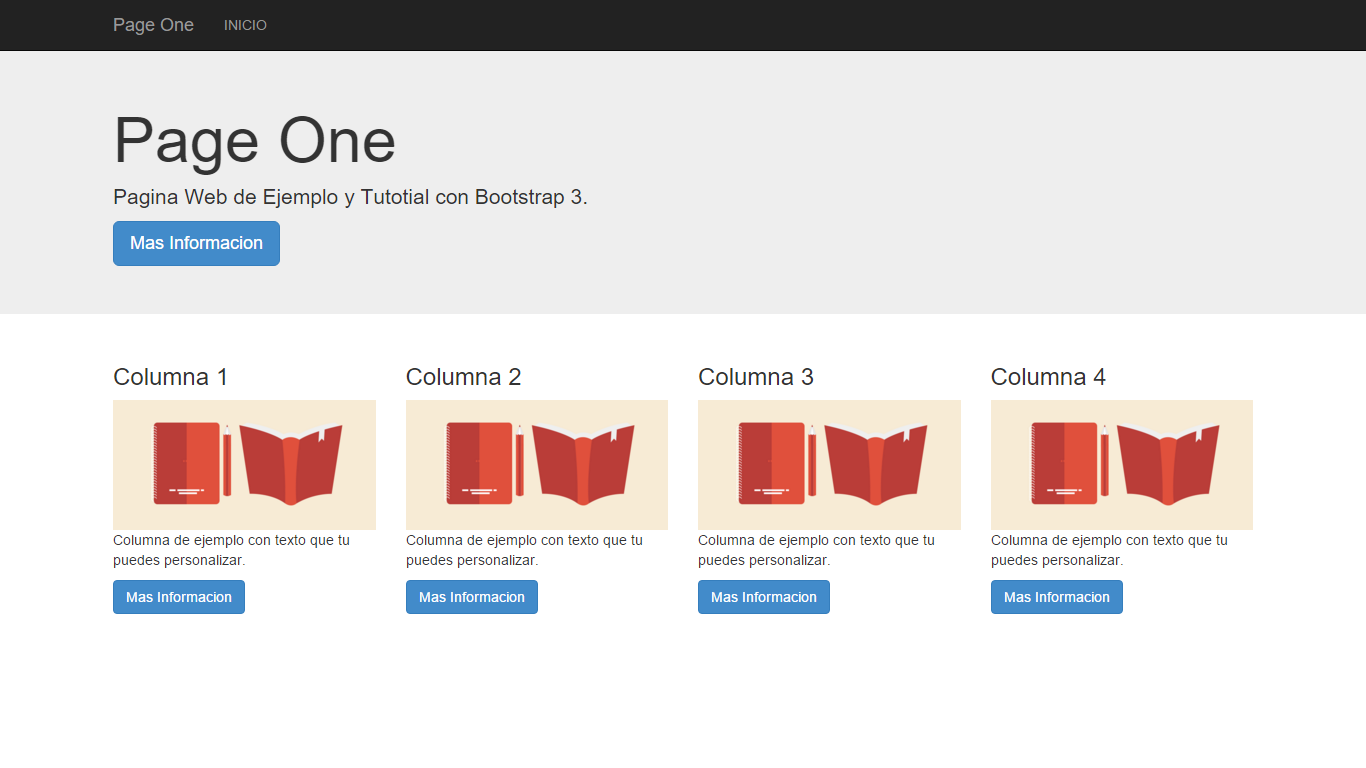 Page One INICIO
Page One
Pagina Web de Ejemplo y Tutotial con Bootstrap 3.
Mas Informacion
Columna 1
Columna de ejemplo con texto que tu
puedes personalizar.
Mas Informacion
Columna 2
Columna de ejemplo con texto que tu
puedes personalizar.
Mas Informacion
Columna 3
Columna de ejemplo con texto que tu
puedes personalizar.
Mas Informacion
Columna 4
Columna de ejemplo con texto que tu
puedes personalizar.
Mas Informacion